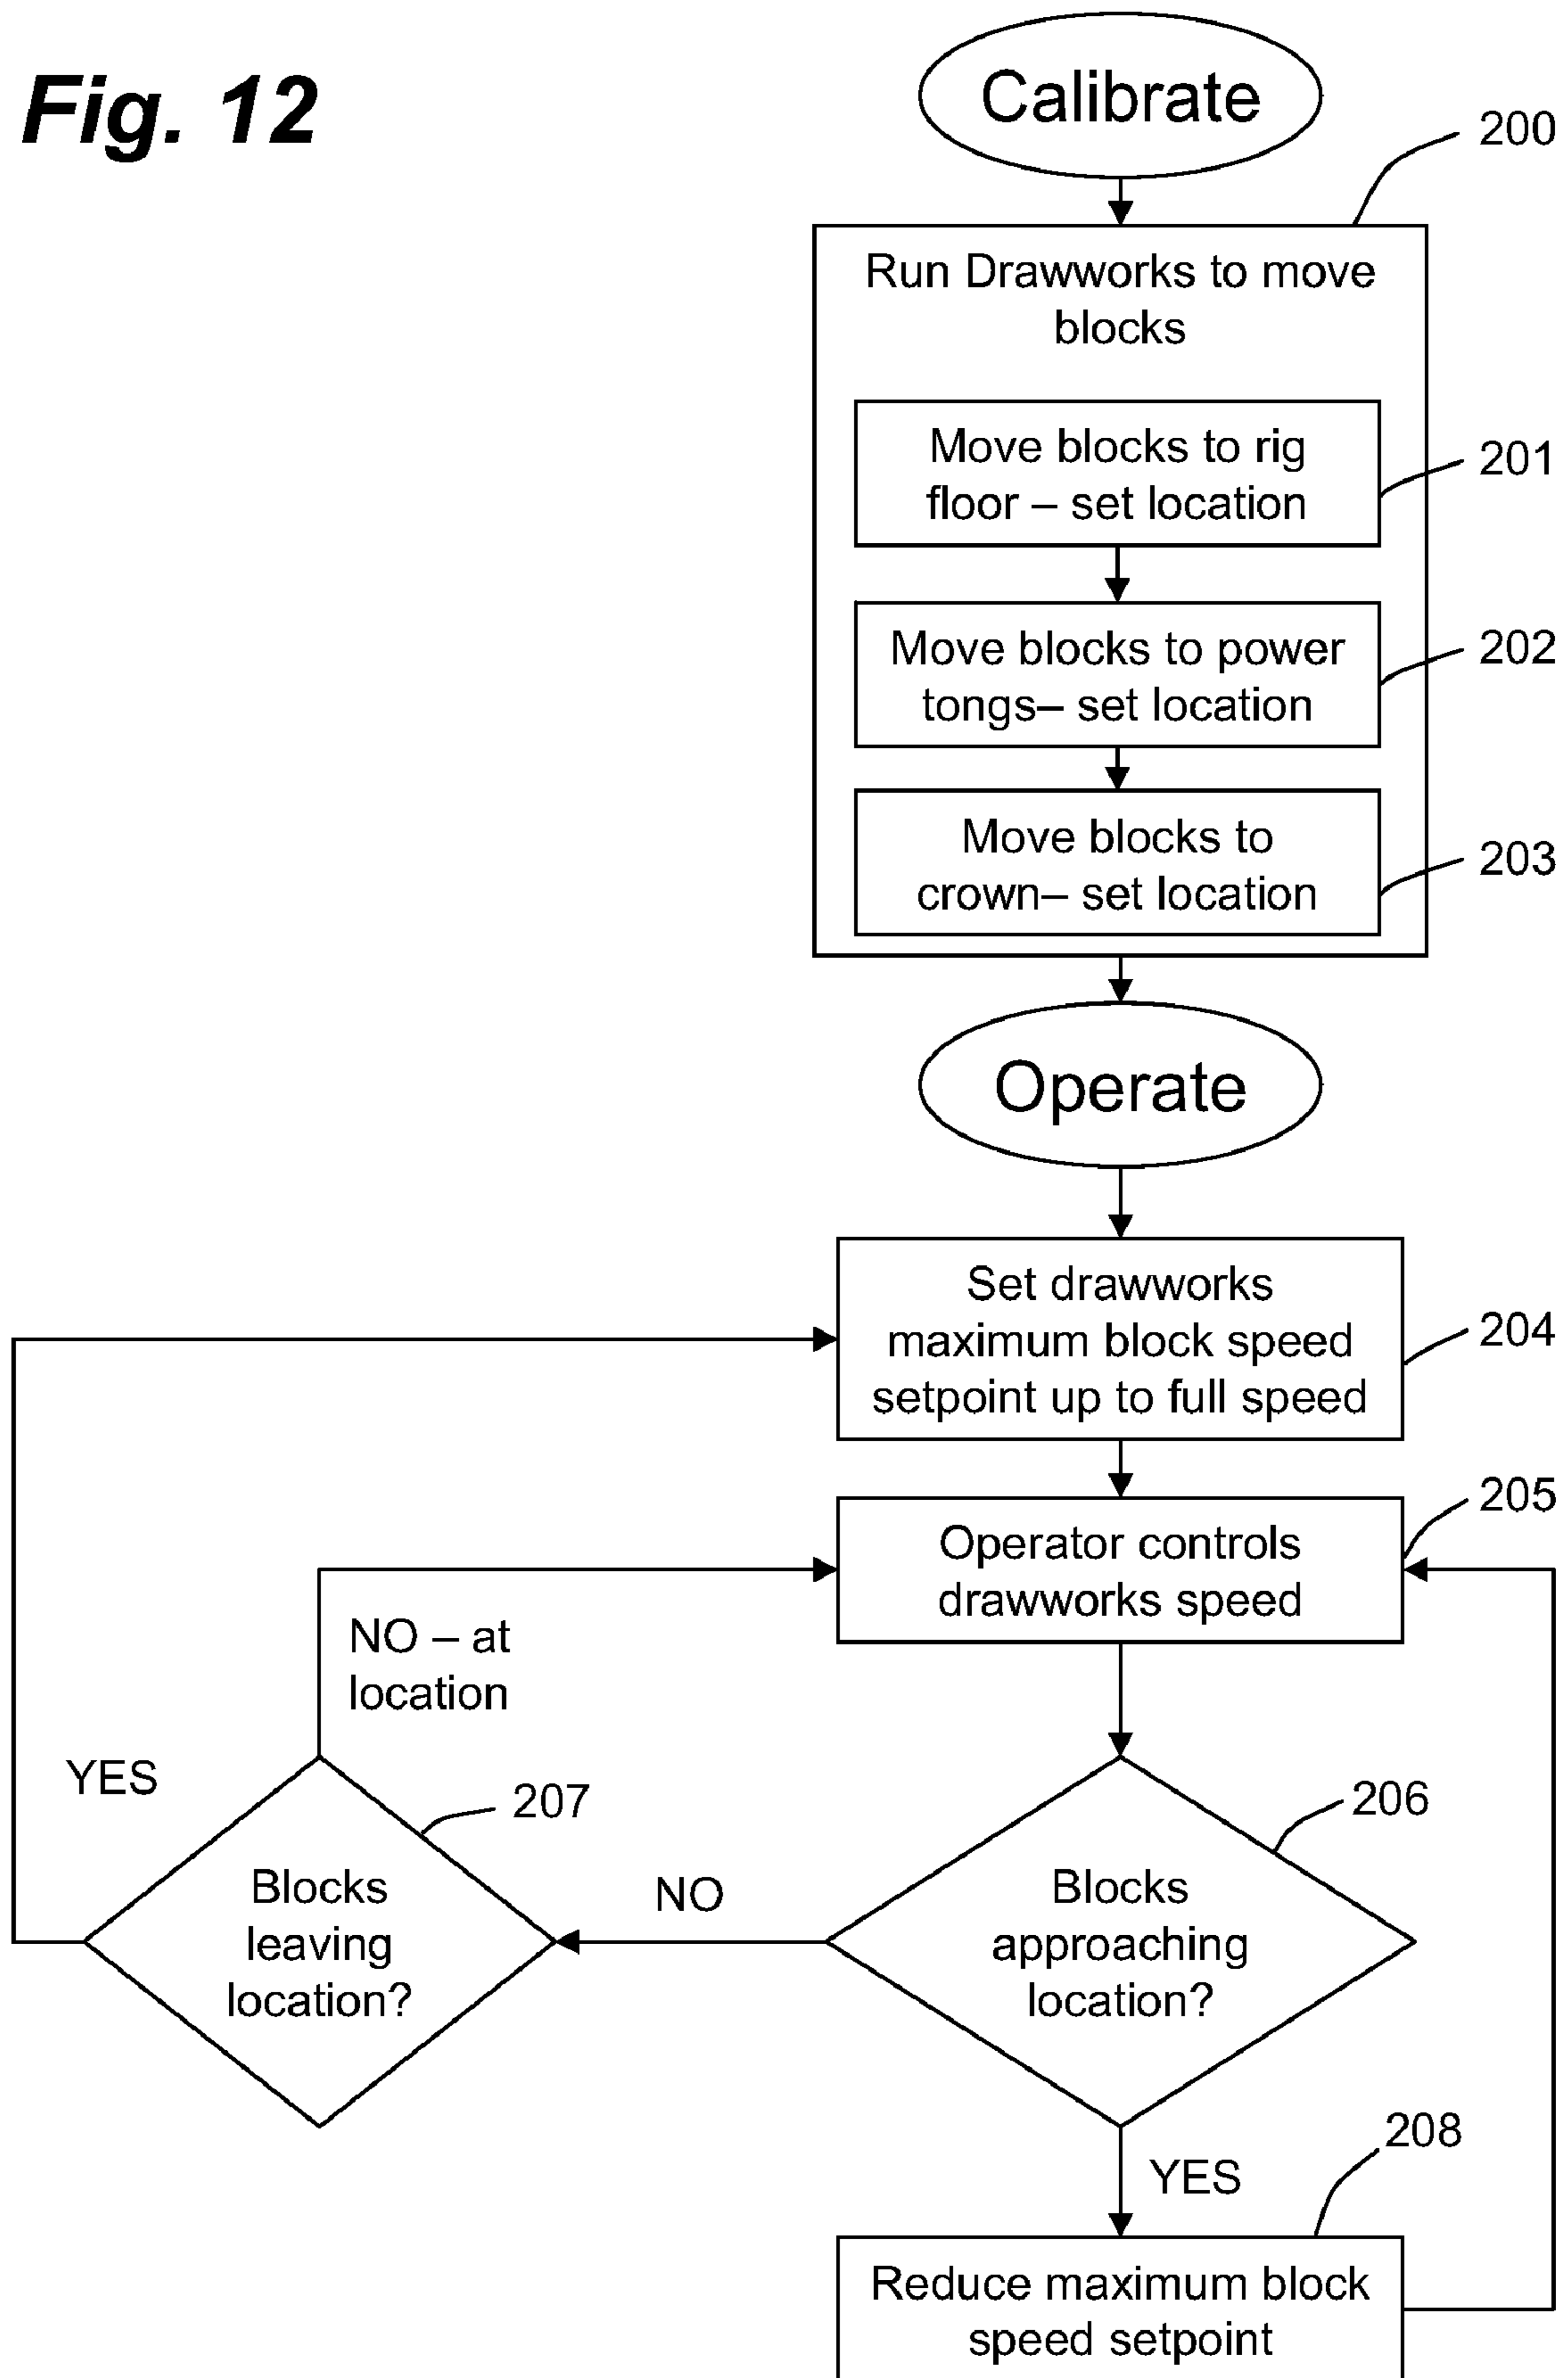 Fig. 12
Calibrate
200
Run Drawworks to move
blocks
Move blocks to rig
floor – set location
201
Move blocks to power
tongs– set location
202
Move blocks to
crown– set location
203
Operate
Set drawworks
maximum block speed
setpoint up to full speed
204
205
Operator controls
drawworks speed
NO – at
location
YES
207
206
Blocks
leaving
location?
NO
Blocks
approaching
location?
208
YES
Reduce maximum block
speed setpoint